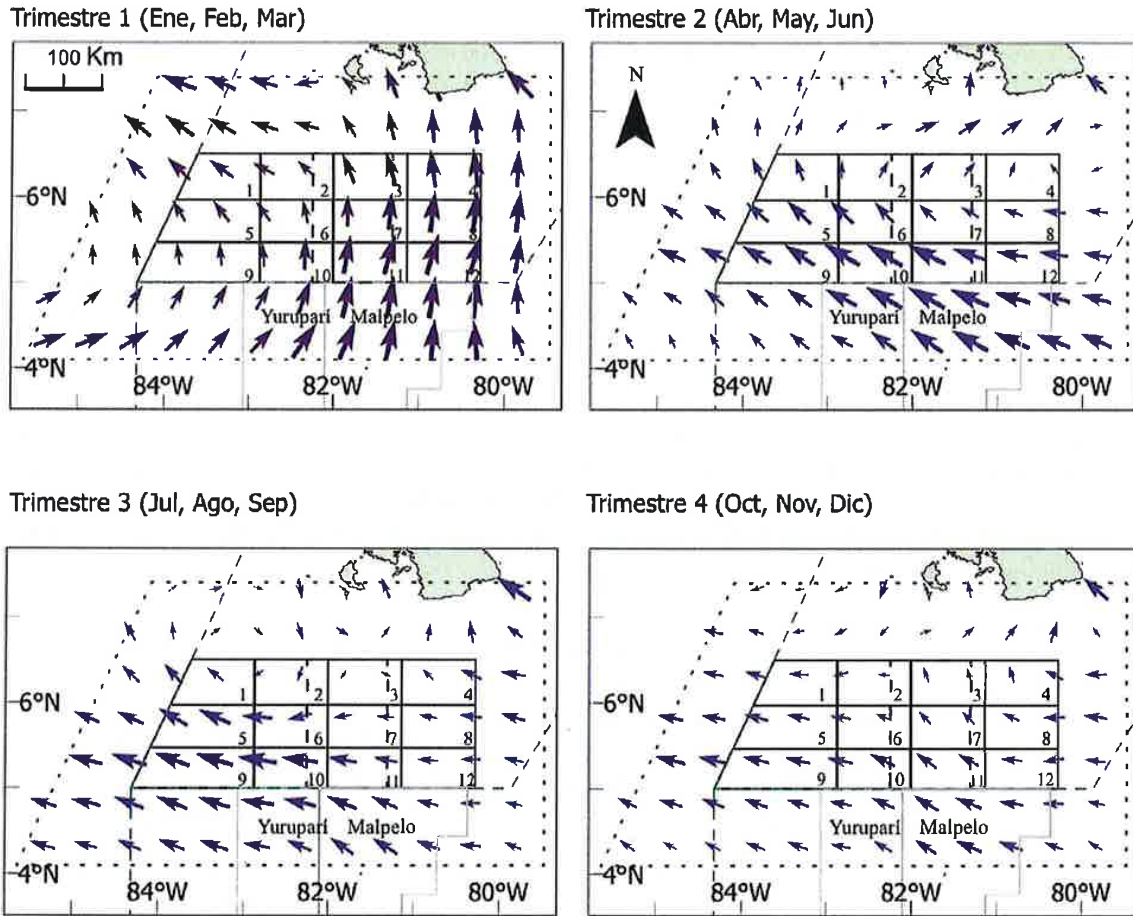 Trimestre 1 (Ene, Feb, Mar)
100 Km
6°N
4°N
1 2 3 4
5 6 7 8
9 10 11 12
Yuruparí Malpelo
84°W 82°W 80°W
Trimestre 2 (Abr, May, Jun)
N
6°N
4°N
1 2 3 4
5 6 7 8
9 10 11 12
Yuruparí Malpelo
84°W 82°W 80°W
Trimestre 3 (Jul, Ago, Sep)
6°N
4°N
1 2 3 4
5 6 7 8
9 10 11 12
Yuruparí Malpelo
84°W 82°W 80°W
Trimestre 4 (Oct, Nov, Dic)
6°N
4°N
1 2 3 4
5 6 7 8
9 10 11 12
Yuruparí Malpelo
84°W 82°W 80°W